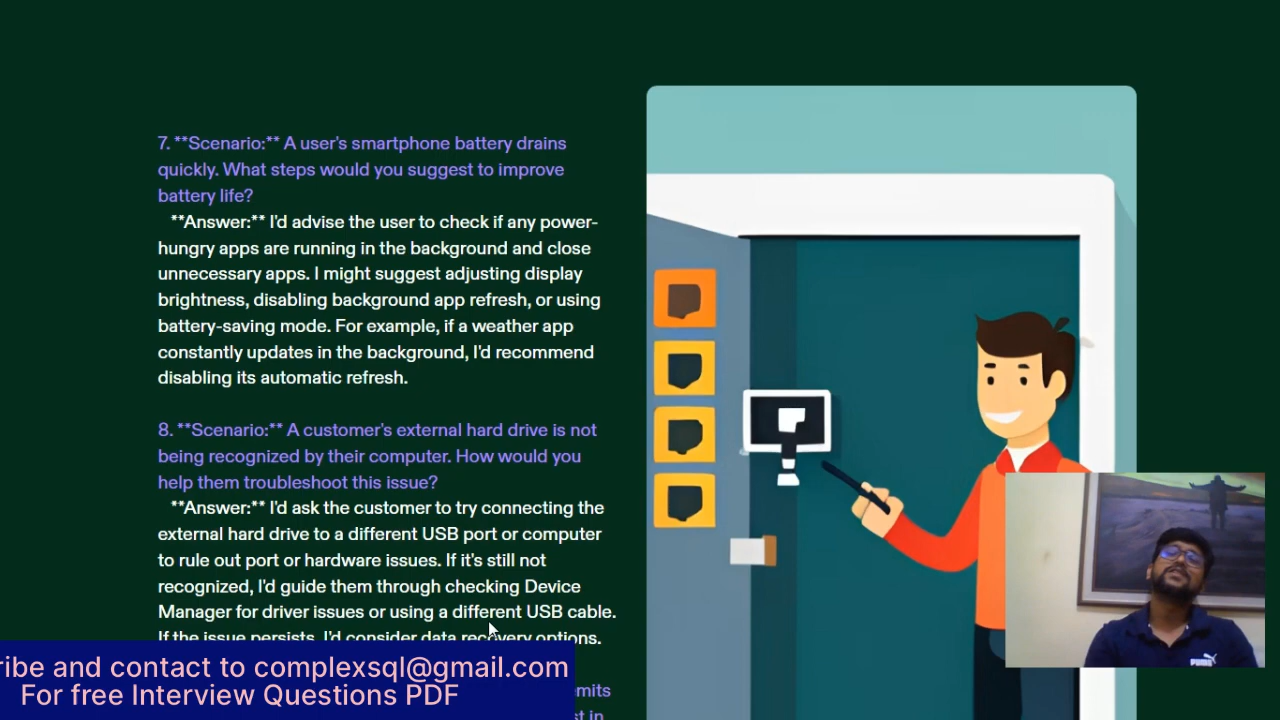 7. **Scenario:** A user's smartphone battery drains
quickly. What steps would you suggest to improve
battery life?
**Answer:** I'd advise the user to check if any power-
hungry apps are running in the background and close
unnecessary apps. I might suggest adjusting display
brightness, disabling background app refresh, or using
battery-saving mode. For example, if a weather app
constantly updates in the background, I'd recommend
disabling its automatic refresh.
8. **Scenario:** A customer's external hard drive is not
being recognized by their computer. How would you
help them troubleshoot this issue?
**Answer:** I'd ask the customer to try connecting the
external hard drive to a different USB port or computer
to rule out port or hardware issues. If it's still not
recognized, I'd guide them through checking Device
Manager for driver issues or using a different USB cable.
If the issue persists, I'd consider data recovery options.
ribe and contact to complexsql@gmail.com
For free Interview Questions PDF
emits
st in
PUMA